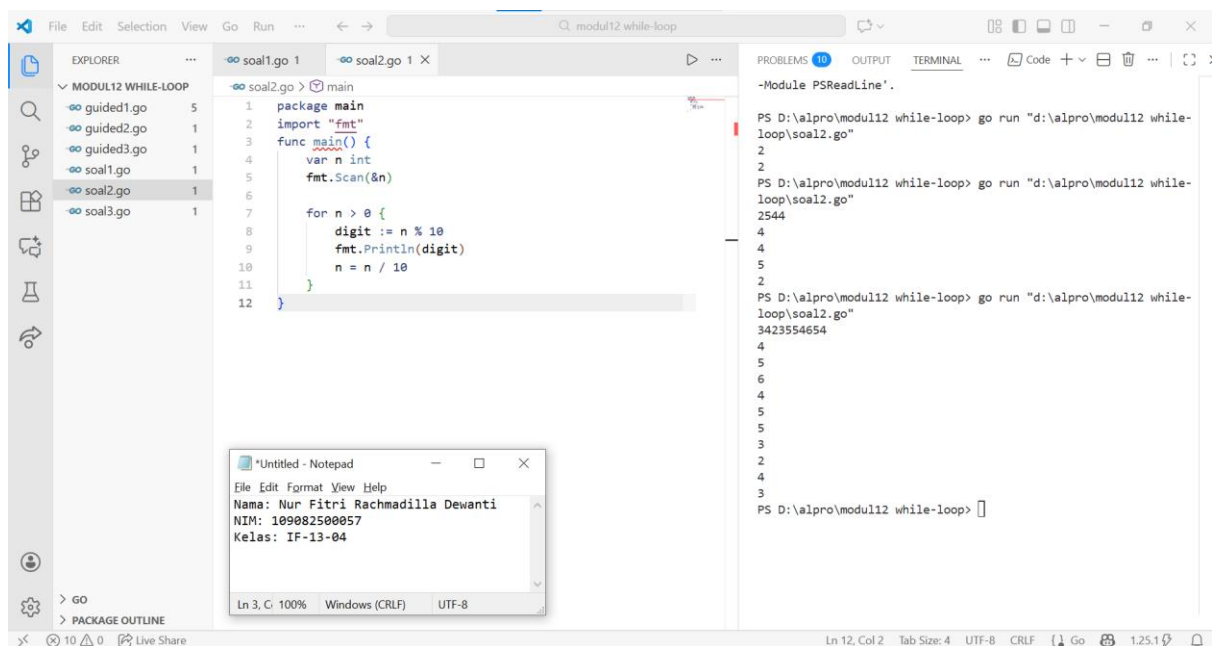 File Edit Selection View Go Run ... modul12 while-loop
EXPLORER ...
MODUL12 WHILE-LOOP
guided1.go 5
guided2.go 1
guided3.go 1
soal1.go 1
soal2.go 1
soal3.go 1
GO
PACKAGE OUTLINE
soal1.go 1 soal2.go 1
soal2.go > main
1 package main
2 import "fmt"
3 func main() {
4 var n int
5 fmt.Scan(&n)
6
7 for n > 0 {
8 digit := n % 10
9 fmt.Println(digit)
10 n = n / 10
11 }
12 }
*Untitled - Notepad
File Edit Format View Help
Nama: Nur Fitri Rachmadilla Dewanti
NIM: 109082500057
Kelas: IF-13-04
Ln 3, C 100% Windows (CRLF) UTF-8
PROBLEMS 10 OUTPUT TERMINAL ... Code
-Module PSReadLine'.
PS D:\alpro\modul12 while-loop> go run "d:\alpro\modul12 while-
loop\soal2.go"
2
2
PS D:\alpro\modul12 while-loop> go run "d:\alpro\modul12 while-
loop\soal2.go"
2544
4
4
5
2
PS D:\alpro\modul12 while-loop> go run "d:\alpro\modul12 while-
loop\soal2.go"
3423554654
4
5
6
4
5
5
3
2
4
3
PS D:\alpro\modul12 while-loop>
10 0 Live Share Ln 12, Col 2 Tab Size: 4 UTF-8 CRLF {} Go 1.25.1